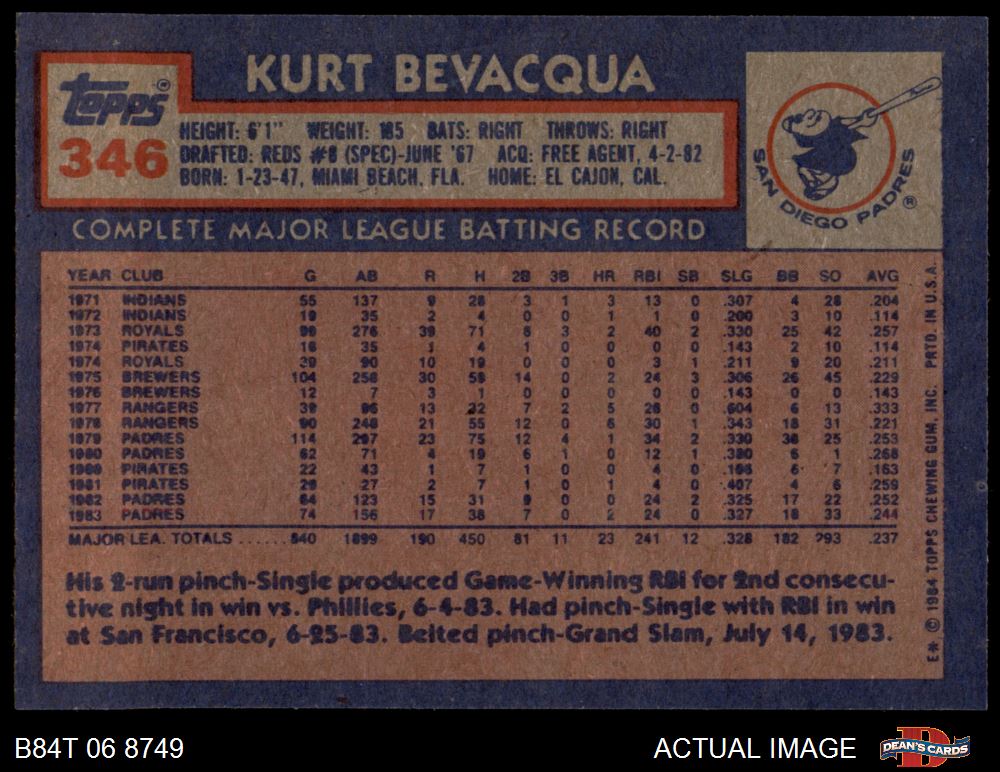 KURT BEVACQUA
Topps®
346
HEIGHT: 6'1" WEIGHT: 185 BATS: RIGHT THROWS: RIGHT
DRAFTED: REDS #8 (SPEC)-JUNE '67 ACQ: FREE AGENT, 4-2-82
BORN: 1-23-47, MIAMI BEACH, FLA. HOME: EL CAJON, CAL.
SAN DIEGO PADRES®
COMPLETE MAJOR LEAGUE BATTING RECORD
YEAR CLUB G AB R H 2B 3B HR RBI SB SLG BB SO AVG
1971 INDIANS 55 137 9 28 3 1 3 13 0 .307 4 28 .204
1972 INDIANS 19 35 2 4 0 0 1 1 0 .200 3 10 .114
1973 ROYALS 99 276 39 71 8 3 2 40 2 .330 25 42 .257
1974 PIRATES 18 35 1 4 1 0 0 0 0 .143 2 10 .114
1974 ROYALS 39 90 10 19 0 0 0 3 1 .211 9 20 .211
1975 BREWERS 104 258 30 59 14 0 2 24 3 .306 26 45 .229
1976 BREWERS 12 7 3 1 0 0 0 0 0 .143 0 0 .143
1977 RANGERS 39 96 13 32 7 2 5 28 0 .604 6 13 .333
1978 RANGERS 90 248 21 55 12 0 6 30 1 .343 18 31 .221
1979 PADRES 114 297 23 75 12 4 1 34 2 .330 38 25 .253
1980 PADRES 62 71 4 19 6 1 0 12 1 .380 6 1 .268
1980 PIRATES 22 43 1 7 1 0 0 4 0 .186 6 7 .163
1981 PIRATES 29 27 2 7 1 0 1 4 0 .407 4 6 .259
1982 PADRES 64 123 15 31 9 0 0 24 2 .325 17 22 .252
1983 PADRES 74 156 17 38 7 0 2 24 0 .327 18 33 .244
MAJOR LEA. TOTALS ...... 840 1899 190 450 81 11 23 241 12 .328 182 293 .237
His 2-run pinch-Single produced Game-Winning RBI for 2nd consecu-
tive night in win vs. Phillies, 6-4-83. Had pinch-Single with RBI in win
at San Francisco, 6-25-83. Belted pinch-Grand Slam, July 14, 1983.
E*, © 1984 TOPPS CHEWING GUM, INC. PRTD. IN U.S.A.
B84T 06 8749
ACTUAL IMAGE
DEAN'S CARDS